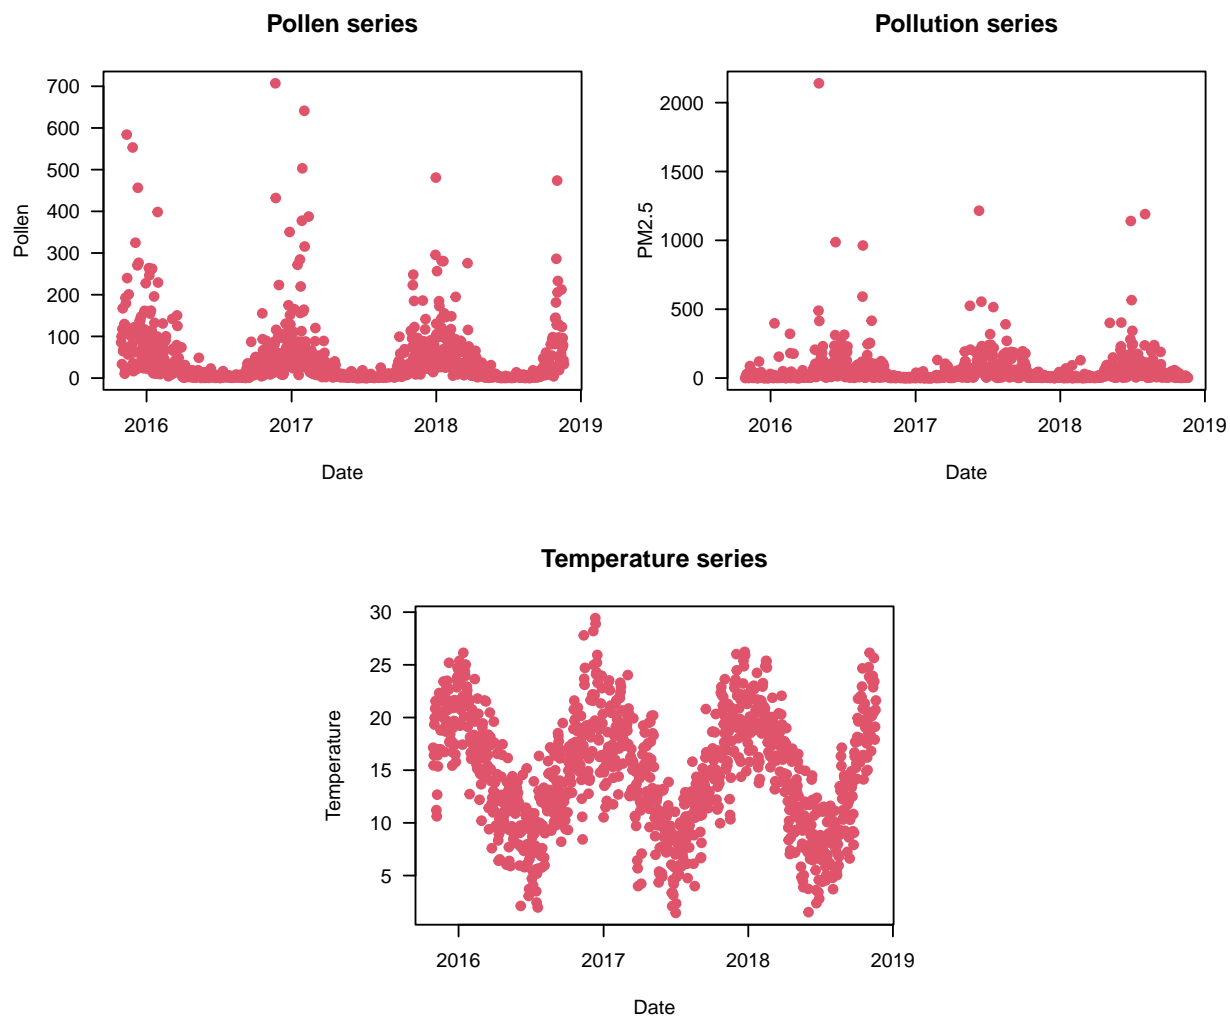 Pollen series
Pollen
700
600
500
400
300
200
100
0
2016 2017 2018 2019
Date
Pollution series
PM2.5
2000
1500
1000
500
0
2016 2017 2018 2019
Date
Temperature series
Temperature
30
25
20
15
10
5
2016 2017 2018 2019
Date